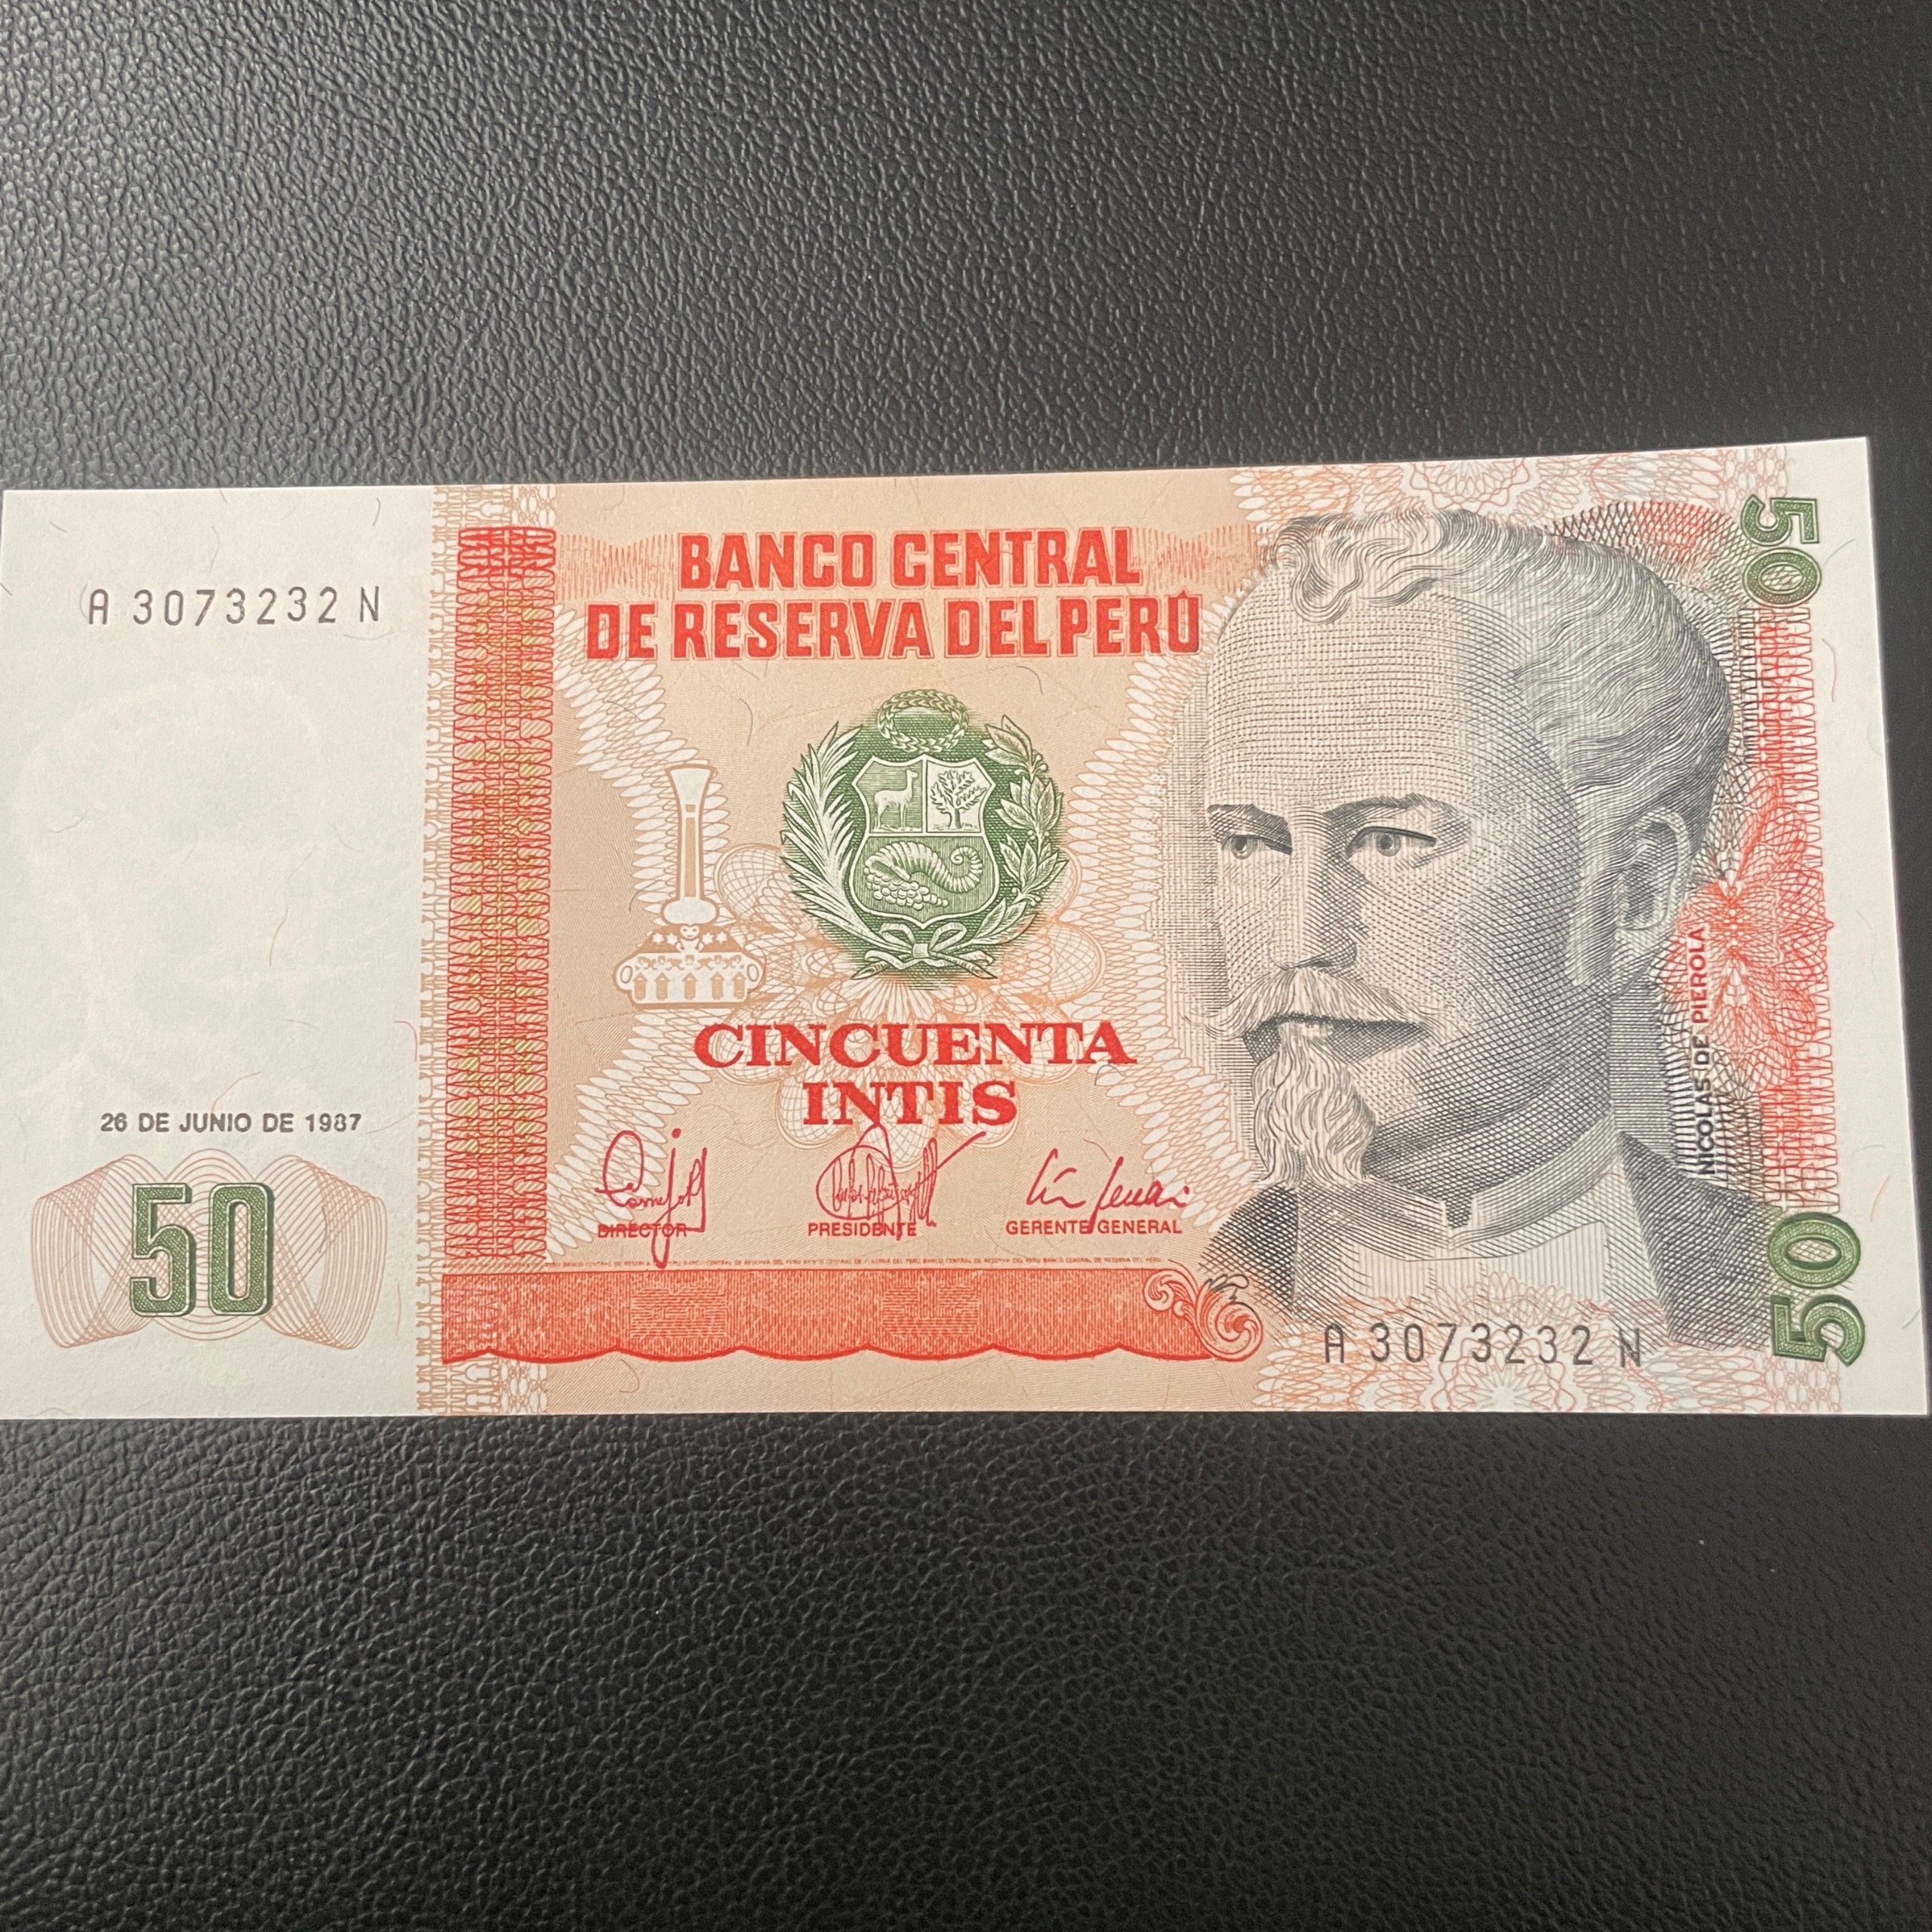 BANCO CENTRAL
DE RESERVA DEL PERÚ
A 3073232 N
50
CINCUENTA
INTIS
NICOLAS DE PIEROLA
26 DE JUNIO DE 1987
DIRECTOR
PRESIDENTE
GERENTE GENERAL
50
A 3073232 N
50